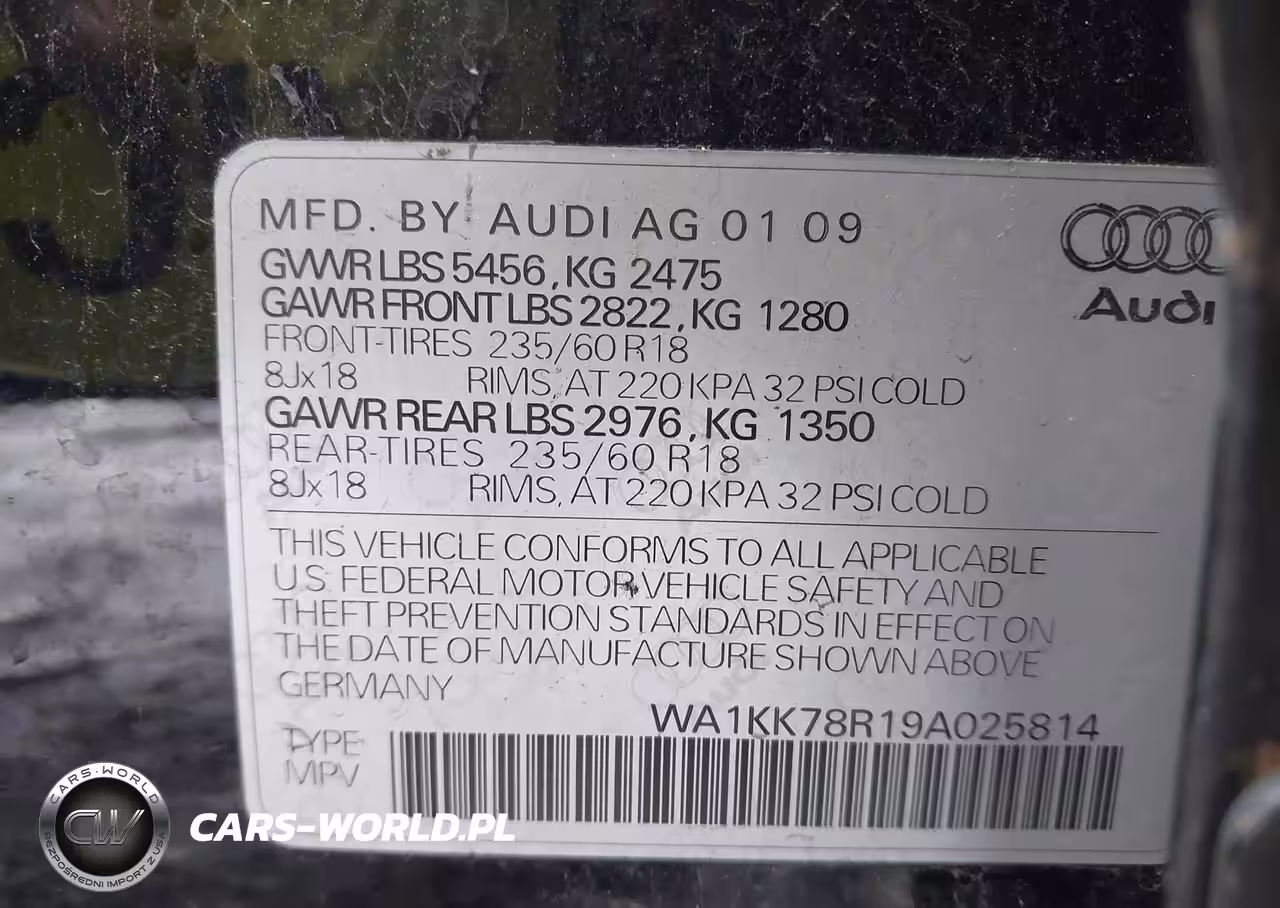 MFD. BY AUDI AG 01 09
GVWR LBS 5456, KG 2475
GAWR FRONT LBS 2822, KG 1280
FRONT-TIRES 235/60 R18
8Jx18 RIMS, AT 220 KPA 32 PSI COLD
GAWR REAR LBS 2976, KG 1350
REAR-TIRES 235/60 R18
8Jx18 RIMS, AT 220 KPA 32 PSI COLD
Audi
THIS VEHICLE CONFORMS TO ALL APPLICABLE
U.S. FEDERAL MOTOR VEHICLE SAFETY AND
THEFT PREVENTION STANDARDS IN EFFECT ON
THE DATE OF MANUFACTURE SHOWN ABOVE
GERMANY
WA1KK78R19A025814
TYPE
MPV
CARS-WORLD
CW
BEZPOŚREDNI IMPORT Z USA
CARS-WORLD.PL